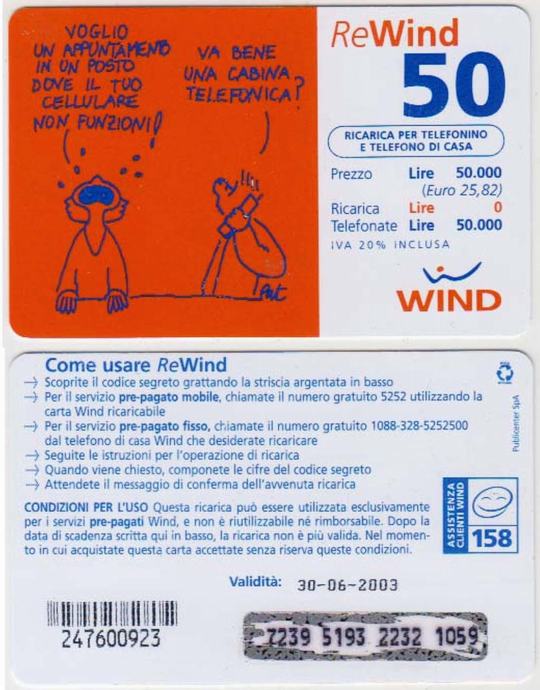 VOGLIO
UN APPUNTAMENTO
IN UN POSTO
DOVE IL TUO
CELLULARE
NON FUNZIONI!
VA BENE
UNA CABINA
TELEFONICA?
ReWind
50
RICARICA PER TELEFONINO
E TELEFONO DI CASA
Prezzo Lire 50.000
(Euro 25,82)
Ricarica Lire 0
Telefonate Lire 50.000
IVA 20% INCLUSA
WIND
Come usare ReWind
→ Scoprite il codice segreto grattando la striscia argentata in basso
→ Per il servizio pre-pagato mobile, chiamate il numero gratuito 5252 utilizzando la
carta Wind ricaricabile
→ Per il servizio pre-pagato fisso, chiamate il numero gratuito 1088-328-5252500
dal telefono di casa Wind che desiderate ricaricare
→ Seguite le istruzioni per l'operazione di ricarica
→ Quando viene chiesto, componete le cifre del codice segreto
→ Attendete il messaggio di conferma dell'avvenuta ricarica
CONDIZIONI PER L'USO Questa ricarica può essere utilizzata esclusivamente
per i servizi pre-pagati Wind, e non è riutilizzabile né rimborsabile. Dopo la
data di scadenza scritta qui in basso, la ricarica non è più valida. Nel momen-
to in cui acquistate questa carta accettate senza riserva queste condizioni.
Publicenter SpA
ASSISTENZA
CLIENTI WIND
158
Validità: 30-06-2003
247600923
7239 5193 2232 1059